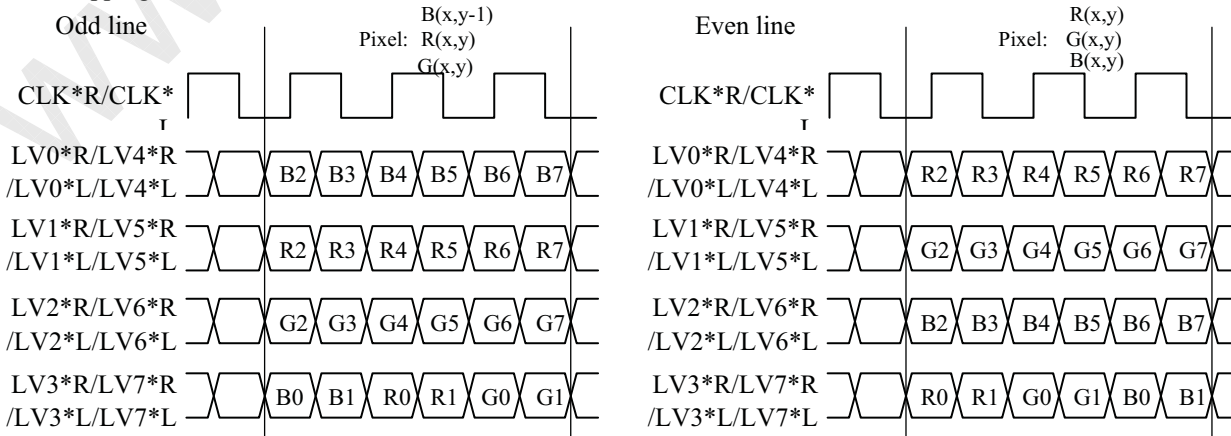 Odd line
B(x,y-1)
Pixel: R(x,y)
G(x,y)
CLK*R/CLK*
LV0*R/LV4*R
/LV0*L/LV4*L
B2 B3 B4 B5 B6 B7
LV1*R/LV5*R
/LV1*L/LV5*L
R2 R3 R4 R5 R6 R7
LV2*R/LV6*R
/LV2*L/LV6*L
G2 G3 G4 G5 G6 G7
LV3*R/LV7*R
/LV3*L/LV7*L
B0 B1 R0 R1 G0 G1
Even line
R(x,y)
Pixel: G(x,y)
B(x,y)
CLK*R/CLK*
LV0*R/LV4*R
/LV0*L/LV4*L
R2 R3 R4 R5 R6 R7
LV1*R/LV5*R
/LV1*L/LV5*L
G2 G3 G4 G5 G6 G7
LV2*R/LV6*R
/LV2*L/LV6*L
B2 B3 B4 B5 B6 B7
LV3*R/LV7*R
/LV3*L/LV7*L
R0 R1 G0 G1 B0 B1